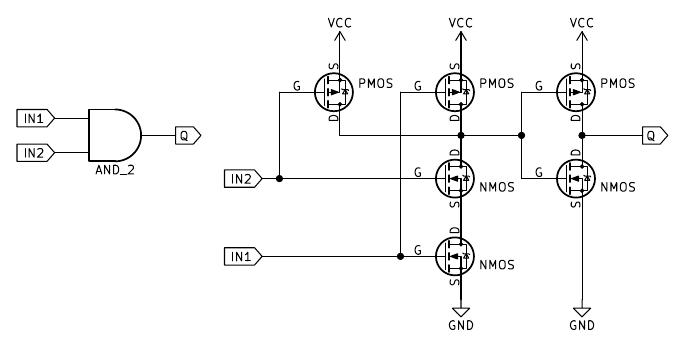 VCC VCC VCC
S S S
G PMOS G PMOS G PMOS
D D D
IN1
Q Q
IN2
AND_2
D D
IN2 G NMOS G NMOS
S S
D
IN1 G NMOS
S
GND GND